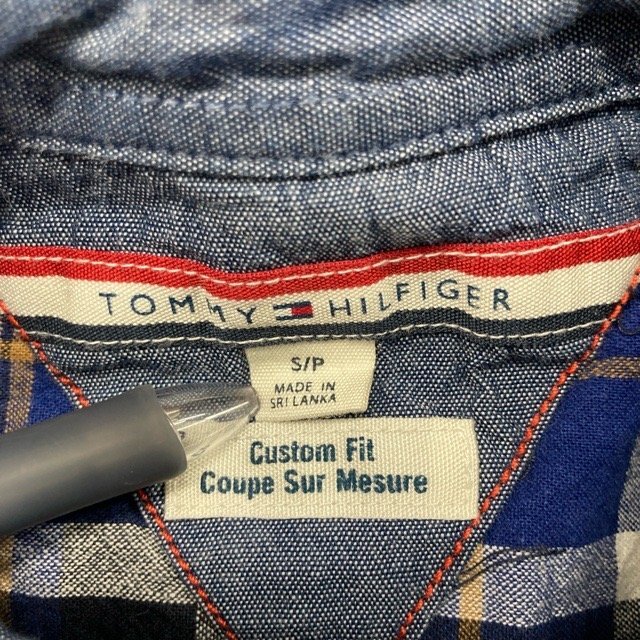 TOMMY HILFIGER
S/P
MADE IN
SRI LANKA
Custom Fit
Coupe Sur Mesure